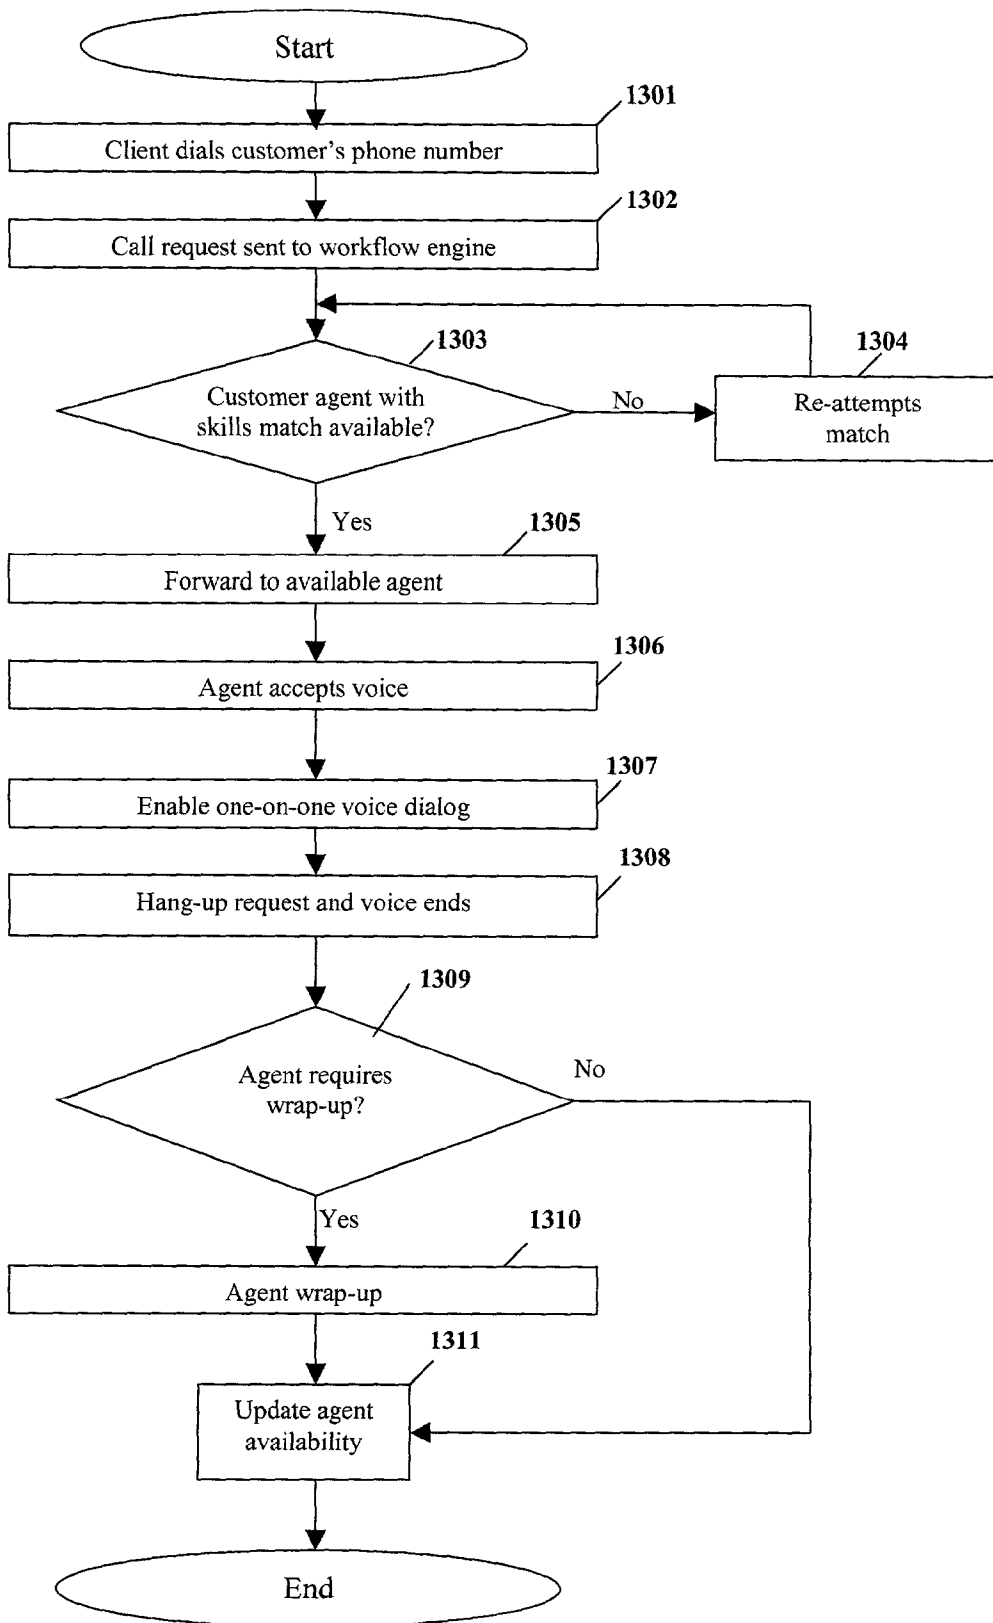 Start
1301
Client dials customer's phone number
1302
Call request sent to workflow engine
1303
Customer agent with
skills match available?
No
1304
Re-attempts
match
Yes
1305
Forward to available agent
1306
Agent accepts voice
1307
Enable one-on-one voice dialog
1308
Hang-up request and voice ends
1309
Agent requires
wrap-up?
No
Yes
1310
Agent wrap-up
1311
Update agent
availability
End